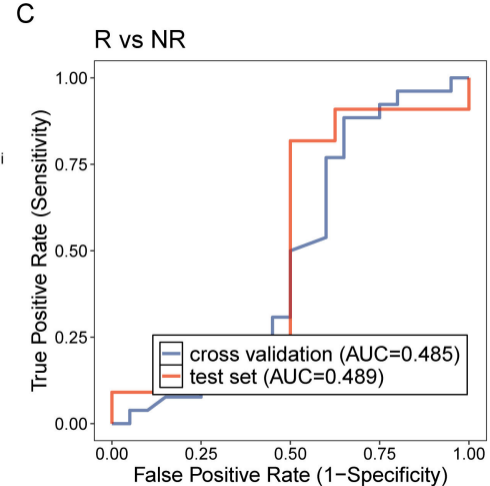 C
R vs NR
i
True Positive Rate (Sensitivity)
1.00
0.75
0.50
0.25
0.00
cross validation (AUC=0.485)
test set (AUC=0.489)
0.00 0.25 0.50 0.75 1.00
False Positive Rate (1−Specificity)